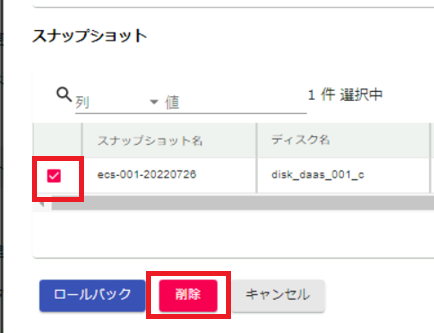 スナップショット
列 値 1 件 選択中
スナップショット名 ディスク名
ecs-001-20220726 disk_daas_001_c
ロールバック 削除 キャンセル